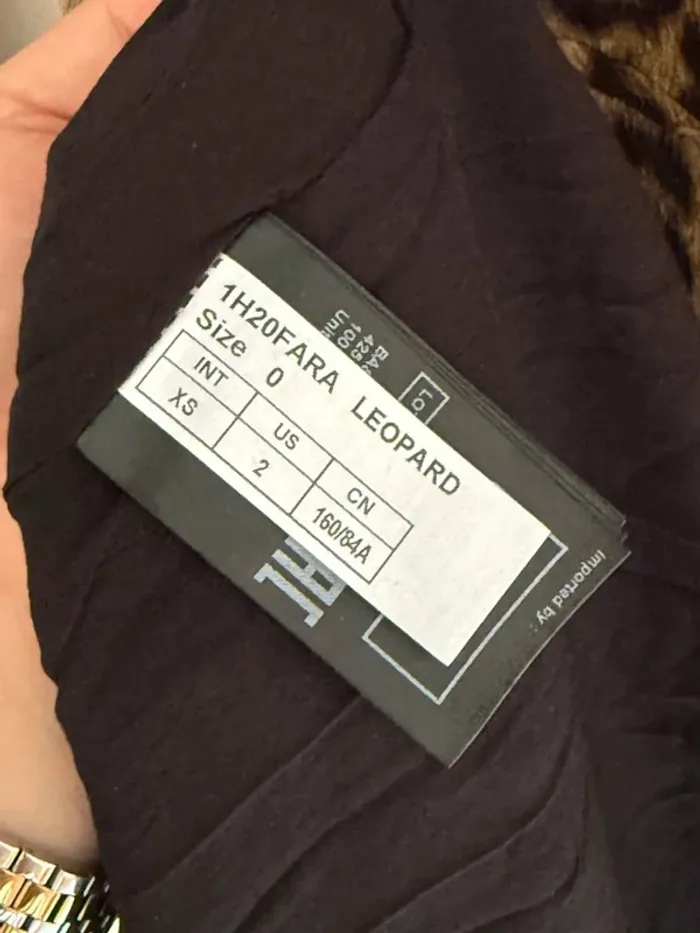 1H20FARA LEOPARD
Size 0
INT US CN
XS 2 160/84A
Imported by :